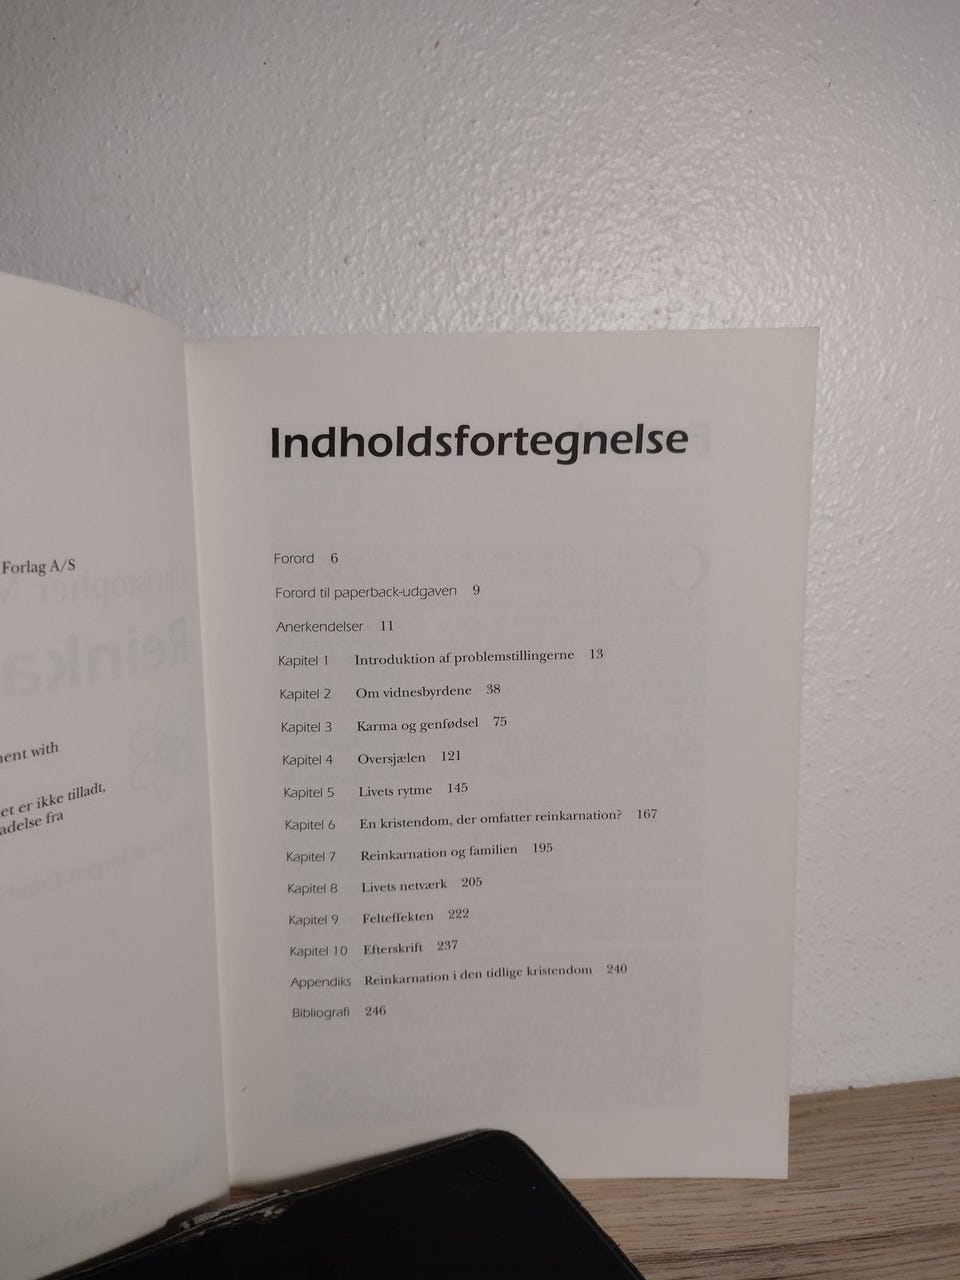 Forlag A/S
ment with
et er ikke tilladt,
adelse fra
Indholdsfortegnelse
Forord 6
Forord til paperback-udgaven 9
Anerkendelser 11
Kapitel 1 Introduktion af problemstillingerne 13
Kapitel 2 Om vidnesbyrdene 38
Kapitel 3 Karma og genfødsel 75
Kapitel 4 Oversjælen 121
Kapitel 5 Livets rytme 145
Kapitel 6 En kristendom, der omfatter reinkarnation? 167
Kapitel 7 Reinkarnation og familien 195
Kapitel 8 Livets netværk 205
Kapitel 9 Felteffekten 222
Kapitel 10 Efterskrift 237
Appendiks Reinkarnation i den tidlige kristendom 240
Bibliografi 246